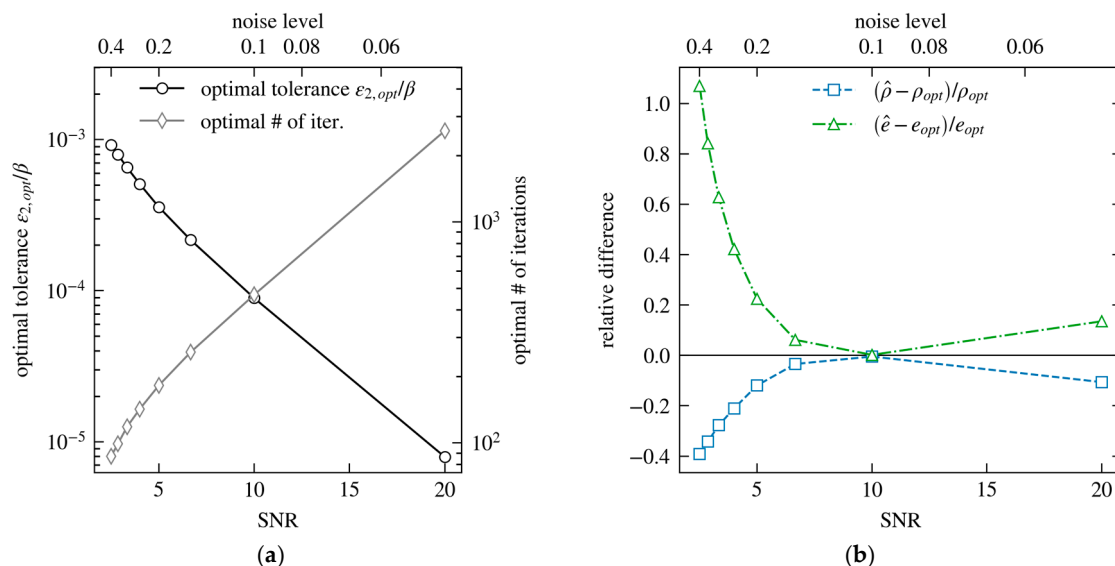 noise level
0.4 0.2 0.1 0.08 0.06
optimal tolerance ε2,opt/β
optimal # of iter.
optimal tolerance ε2,opt/β
10⁻³
10⁻⁴
10⁻⁵
10³
10²
optimal # of iterations
5 10 15 20
SNR
(a)
noise level
0.4 0.2 0.1 0.08 0.06
(ρ̂ − ρopt)/ρopt
(ê − eopt)/eopt
relative difference
1.0
0.8
0.6
0.4
0.2
0.0
−0.2
−0.4
5 10 15 20
SNR
(b)